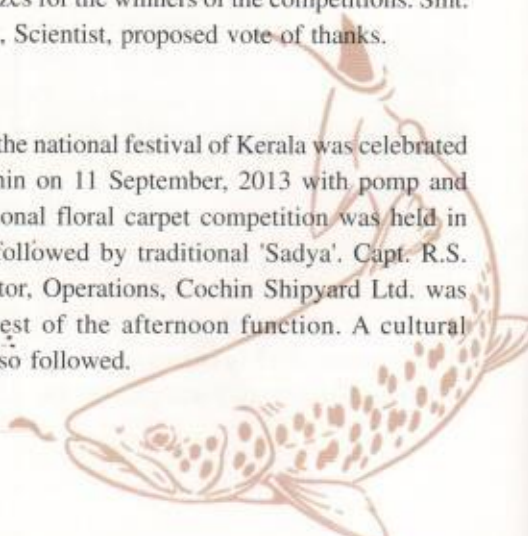 zes for the winners of the competitions. Smt.
, Scientist, proposed vote of thanks.
the national festival of Kerala was celebrated
hin on 11 September, 2013 with pomp and
onal floral carpet competition was held in
followed by traditional 'Sadya'. Capt. R.S.
tor, Operations, Cochin Shipyard Ltd. was
est of the afternoon function. A cultural
so followed.